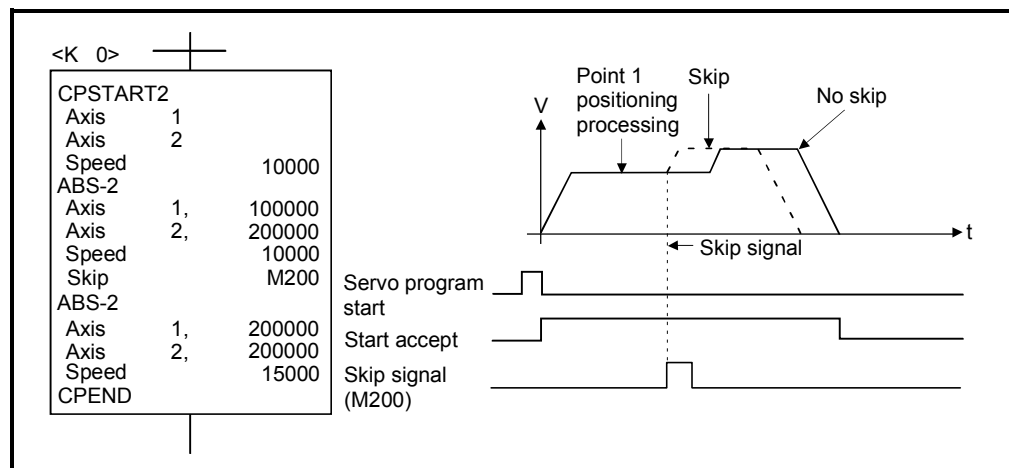 <K 0>
CPSTART2
Axis 1
Axis 2
Speed 10000
ABS-2
Axis 1, 100000
Axis 2, 200000
Speed 10000
Skip M200
ABS-2
Axis 1, 200000
Axis 2, 200000
Speed 15000
CPEND
V
Point 1
positioning
processing
Skip
No skip
t
Skip signal
Servo program
start
Start accept
Skip signal
(M200)